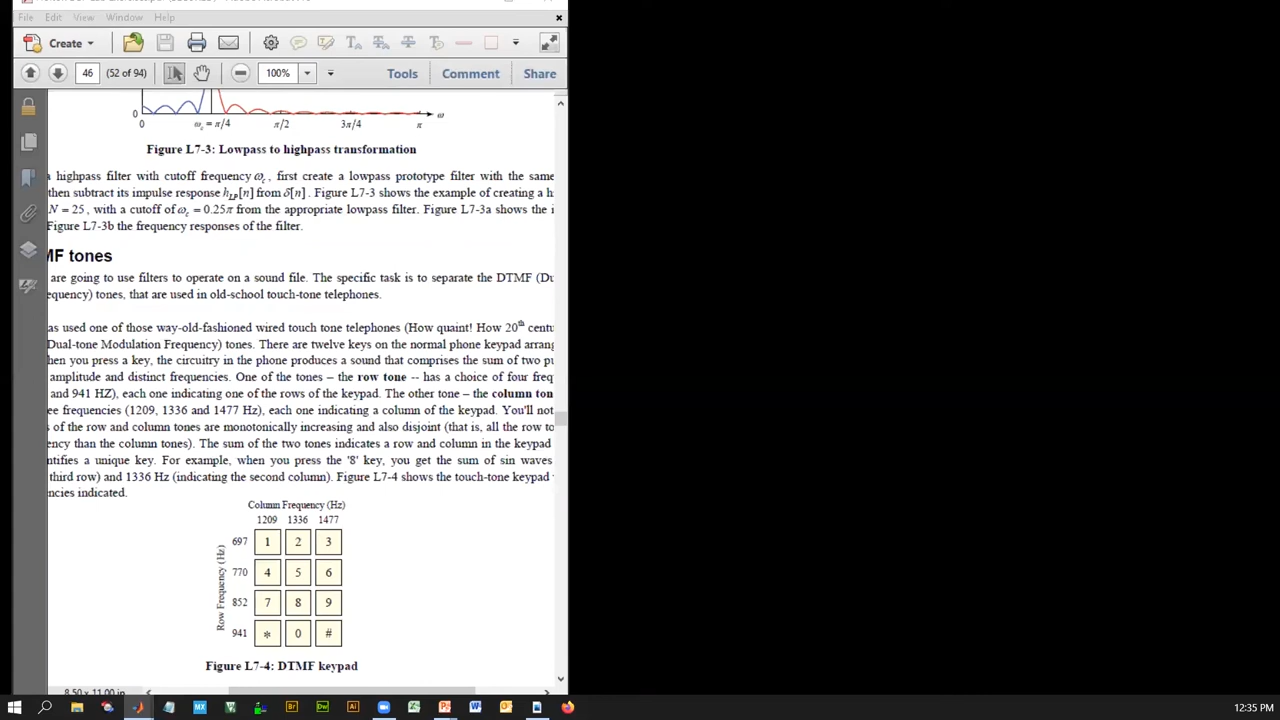 File Edit View Window Help
Create
46 (52 of 94) 100% Tools Comment Share
0
0 ωc = π/4 π/2 3π/4 π ω
Figure L7-3: Lowpass to highpass transformation
a highpass filter with cutoff frequency ωc, first create a lowpass prototype filter with the same
then subtract its impulse response hLP[n] from δ[n]. Figure L7-3 shows the example of creating a hi
N = 25, with a cutoff of ωc = 0.25π from the appropriate lowpass filter. Figure L7-3a shows the i
Figure L7-3b the frequency responses of the filter.
MF tones
are going to use filters to operate on a sound file. The specific task is to separate the DTMF (Du
equency) tones, that are used in old-school touch-tone telephones.
as used one of those way-old-fashioned wired touch tone telephones (How quaint! How 20th centu
Dual-tone Modulation Frequency) tones. There are twelve keys on the normal phone keypad arrang
hen you press a key, the circuitry in the phone produces a sound that comprises the sum of two pu
amplitude and distinct frequencies. One of the tones – the row tone -- has a choice of four freq
and 941 HZ), each one indicating one of the rows of the keypad. The other tone – the column ton
ee frequencies (1209, 1336 and 1477 Hz), each one indicating a column of the keypad. You'll not
s of the row and column tones are monotonically increasing and also disjoint (that is, all the row to
ency than the column tones). The sum of the two tones indicates a row and column in the keypad
ntifies a unique key. For example, when you press the '8' key, you get the sum of sin waves
third row) and 1336 Hz (indicating the second column). Figure L7-4 shows the touch-tone keypad
ncies indicated.
Column Frequency (Hz)
1209 1336 1477
Row Frequency (Hz)
697 1 2 3
770 4 5 6
852 7 8 9
941 * 0 #
Figure L7-4: DTMF keypad
8.50 x 11.00 in
12:35 PM